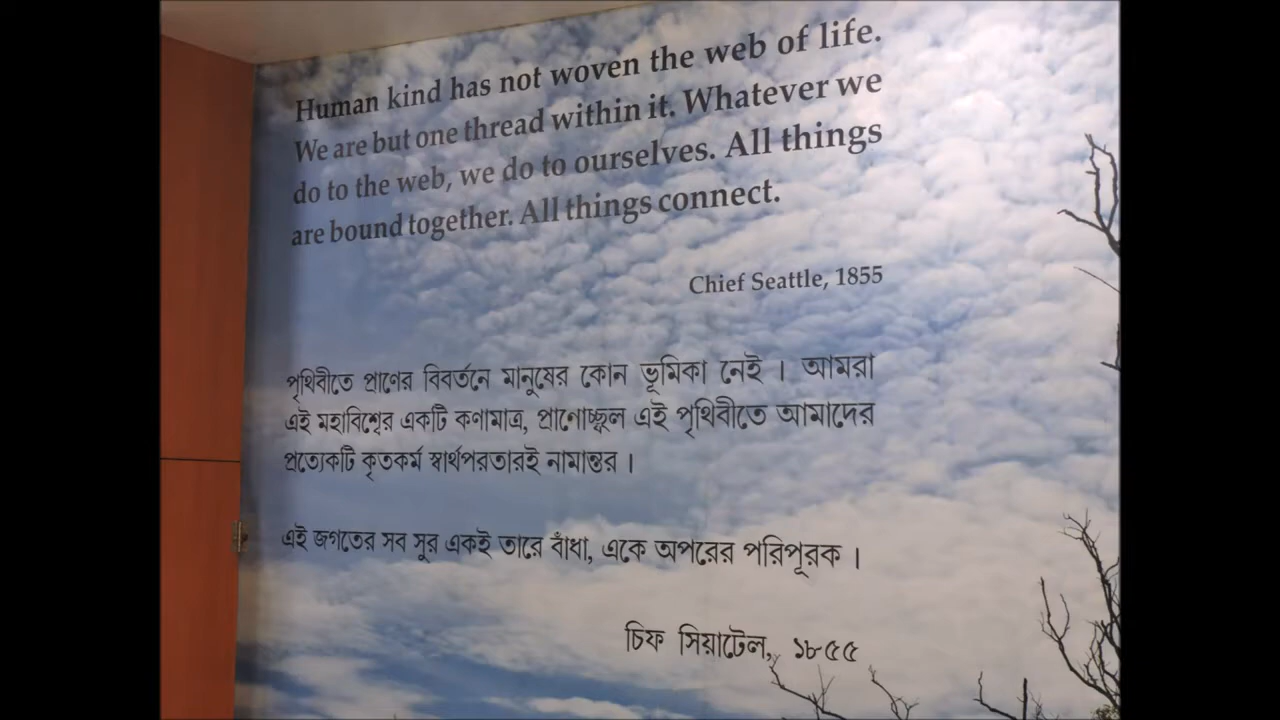 Human kind has not woven the web of life.
We are but one thread within it. Whatever we
do to the web, we do to ourselves. All things
are bound together. All things connect.
Chief Seattle, 1855
পৃথিবীতে প্রাণের বিবর্তনে মানুষের কোন ভূমিকা নেই । আমরা
এই মহাবিশ্বের একটি কণামাত্র, প্রাণোচ্ছ্বল এই পৃথিবীতে আমাদের
প্রত্যেকটি কৃতকর্ম স্বার্থপরতারই নামান্তর ।
এই জগতের সব সুর একই তারে বাঁধা, একে অপরের পরিপূরক ।
চিফ সিয়াটেল, ১৮৫৫